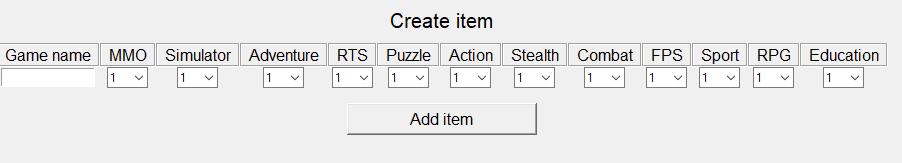 Create item
Game name MMO Simulator Adventure RTS Puzzle Action Stealth Combat FPS Sport RPG Education
1 1 1 1 1 1 1 1 1 1 1 1
Add item